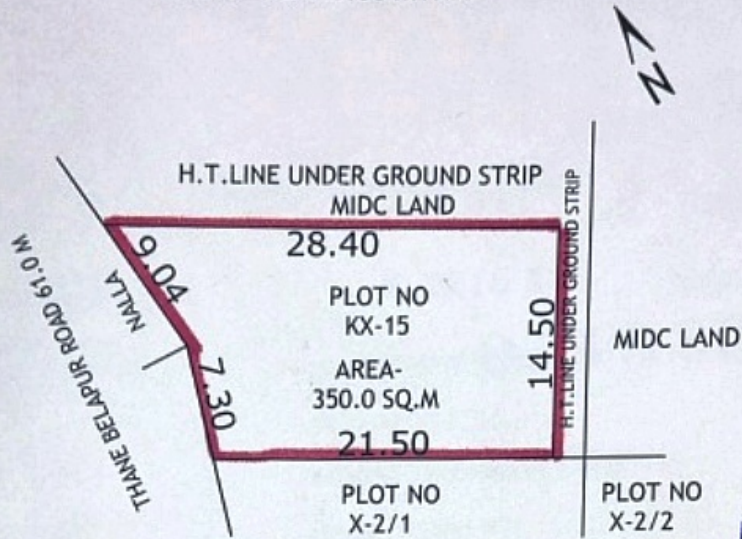 N
H.T.LINE UNDER GROUND STRIP
MIDC LAND
28.40
9.04
NALLA
THANE BELAPUR ROAD 61.0 M
PLOT NO
KX-15
AREA-
350.0 SQ.M
7.30
14.50
H.T.LINE UNDER GROUND STRIP
MIDC LAND
21.50
PLOT NO
X-2/1
PLOT NO
X-2/2